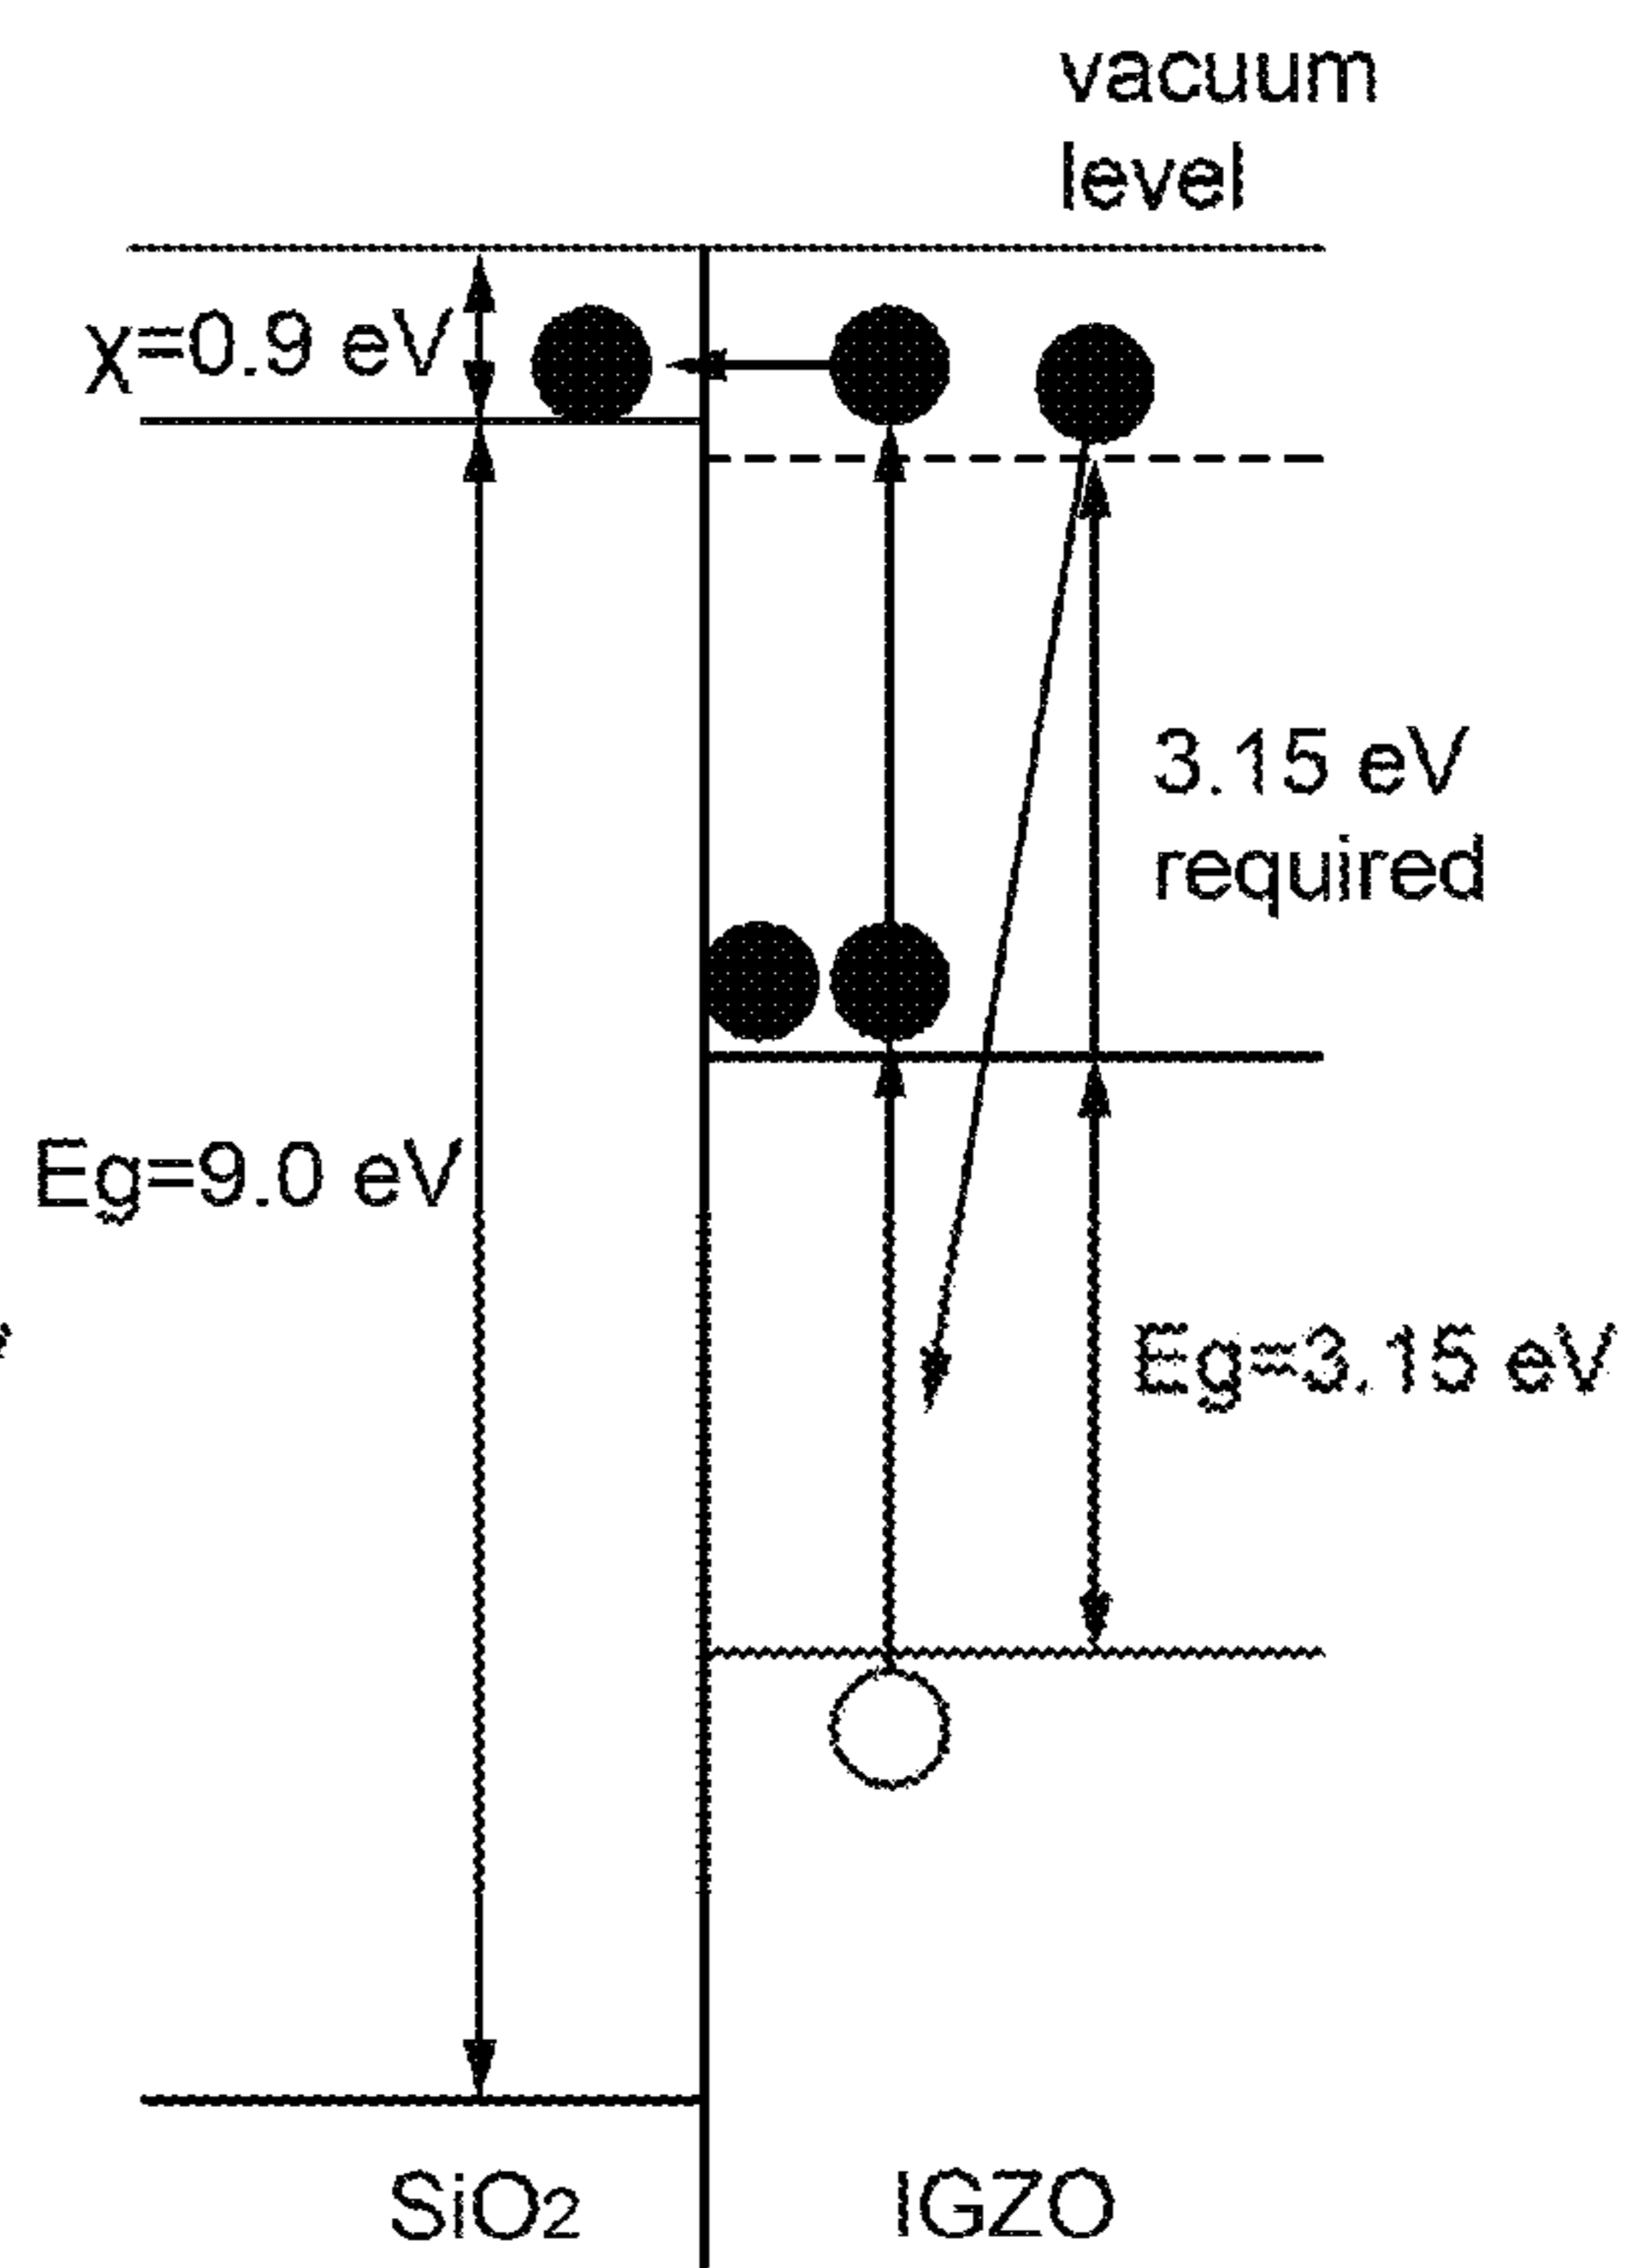 vacuum
level
χ=0.9 eV
3.15 eV
required
Eg=9.0 eV
Eg=3.15 eV
SiO₂
IGZO